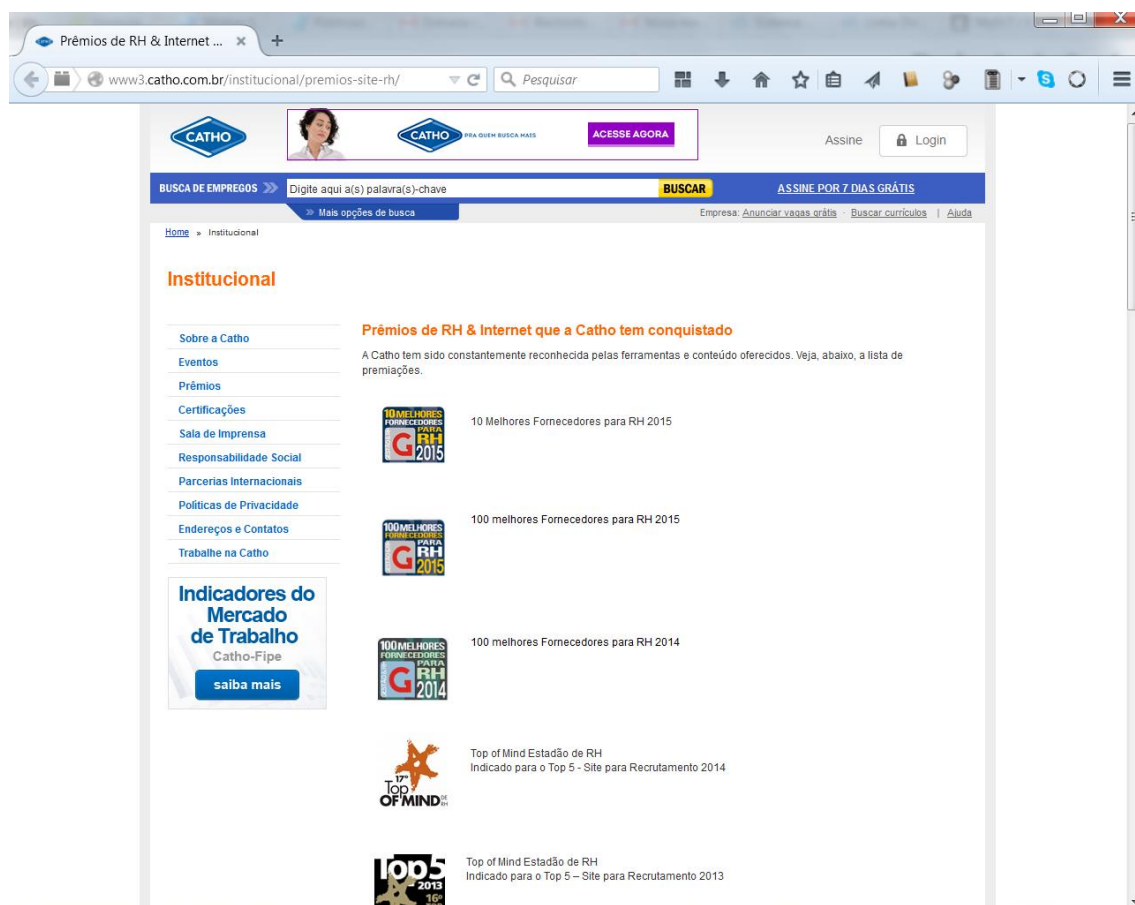 Prêmios de RH & Internet ...
www3.catho.com.br/institucional/premios-site-rh/
Pesquisar
CATHO
CATHO PRA QUEM BUSCA MAIS
ACESSE AGORA
Assine
Login
BUSCA DE EMPREGOS
Digite aqui a(s) palavra(s)-chave
BUSCAR
ASSINE POR 7 DIAS GRÁTIS
Mais opções de busca
Empresa: Anunciar vagas grátis · Buscar currículos | Ajuda
Home » Institucional
Institucional
Sobre a Catho
Eventos
Prêmios
Certificações
Sala de Imprensa
Responsabilidade Social
Parcerias Internacionais
Políticas de Privacidade
Endereços e Contatos
Trabalhe na Catho
Indicadores do
Mercado
de Trabalho
Catho-Fipe
saiba mais
Prêmios de RH & Internet que a Catho tem conquistado
A Catho tem sido constantemente reconhecida pelas ferramentas e conteúdo oferecidos. Veja, abaixo, a lista de
premiações.
10 MELHORES
FORNECEDORES
PARA
G RH
2015
10 Melhores Fornecedores para RH 2015
100 MELHORES
FORNECEDORES
PARA
G RH
2015
100 melhores Fornecedores para RH 2015
100 MELHORES
FORNECEDORES
PARA
G RH
2014
100 melhores Fornecedores para RH 2014
17º
Top
OF MIND DE RH
Top of Mind Estadão de RH
Indicado para o Top 5 - Site para Recrutamento 2014
Top5
2013
16º
Top of Mind Estadão de RH
Indicado para o Top 5 – Site para Recrutamento 2013